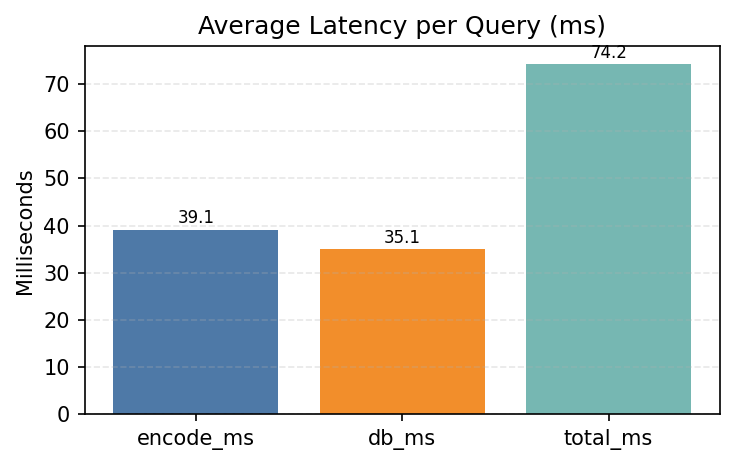 Average Latency per Query (ms)
74.2
70
60
50
39.1
40
35.1
30
20
10
0
Milliseconds
encode_ms
db_ms
total_ms